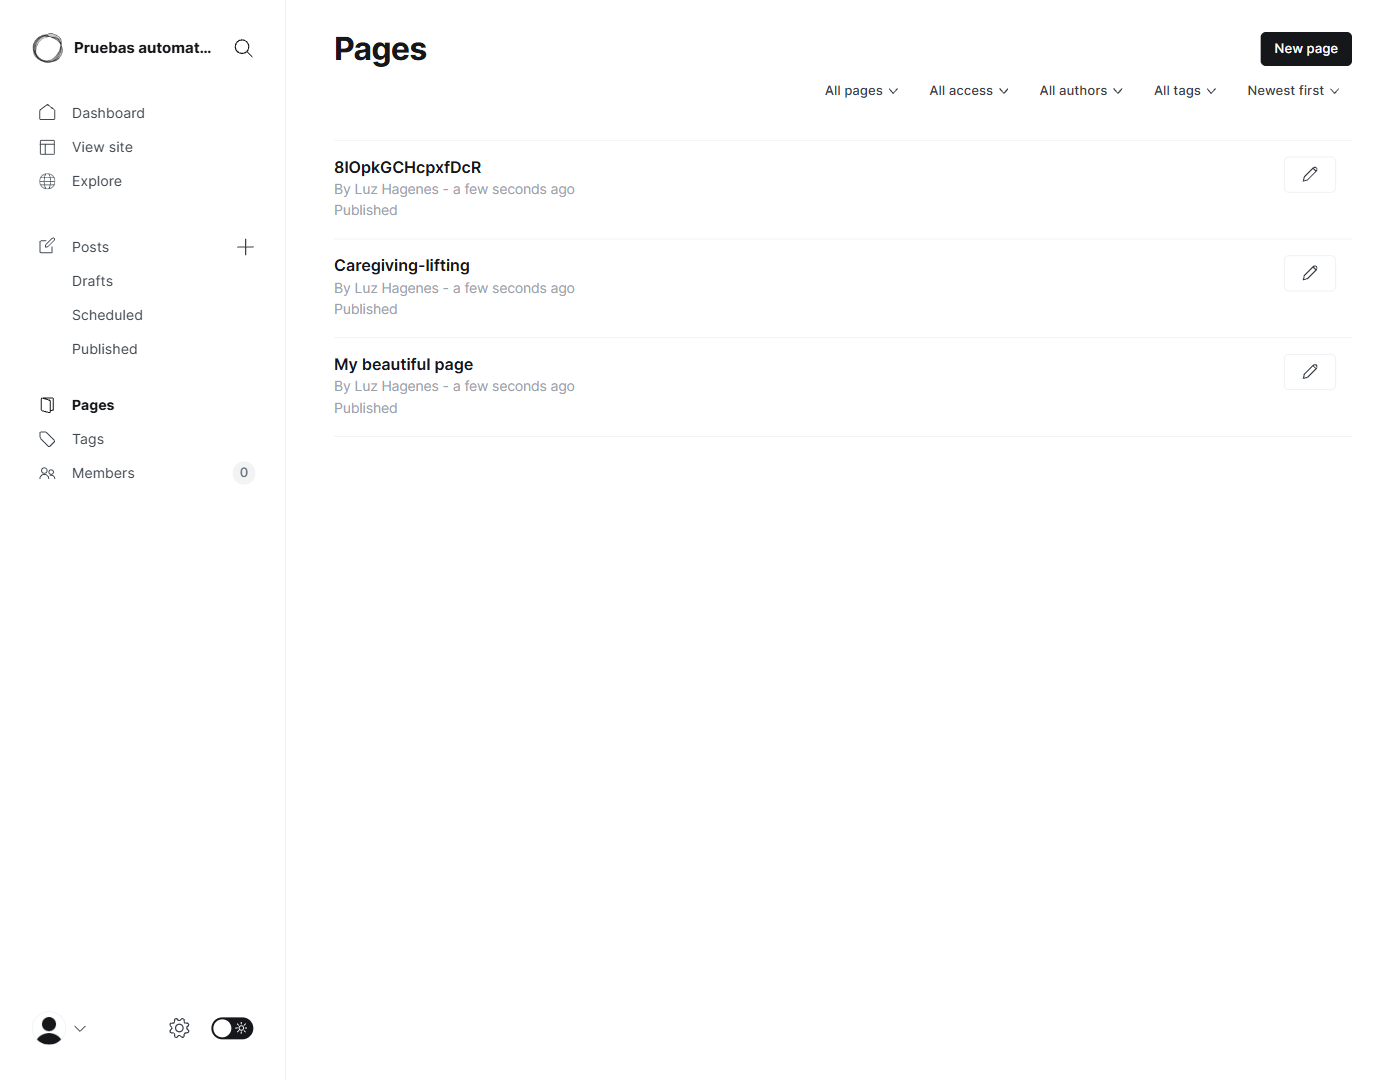 Pruebas automat...
Dashboard
View site
Explore
Posts
Drafts
Scheduled
Published
Pages
Tags
Members
0
Pages
New page
All pages
All access
All authors
All tags
Newest first
8IOpkGCHcpxfDcR
By Luz Hagenes - a few seconds ago
Published
Caregiving-lifting
By Luz Hagenes - a few seconds ago
Published
My beautiful page
By Luz Hagenes - a few seconds ago
Published